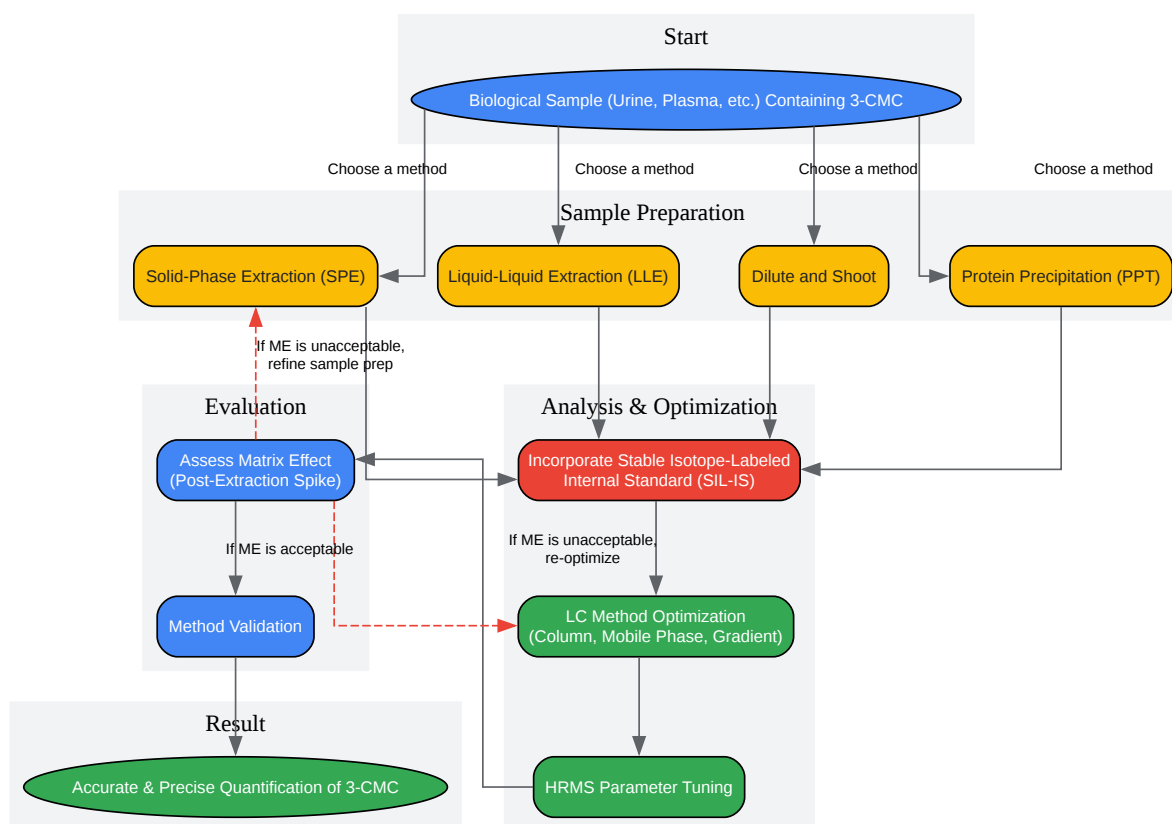 Start
Biological Sample (Urine, Plasma, etc.) Containing 3-CMC
Choose a method
Choose a method
Choose a method
Choose a method
Sample Preparation
Solid-Phase Extraction (SPE)
Liquid-Liquid Extraction (LLE)
Dilute and Shoot
Protein Precipitation (PPT)
If ME is unacceptable,
refine sample prep
Evaluation
Analysis & Optimization
Assess Matrix Effect
(Post-Extraction Spike)
Incorporate Stable Isotope-Labeled
Internal Standard (SIL-IS)
If ME is acceptable
If ME is unacceptable,
re-optimize
Method Validation
LC Method Optimization
(Column, Mobile Phase, Gradient)
Result
Accurate & Precise Quantification of 3-CMC
HRMS Parameter Tuning